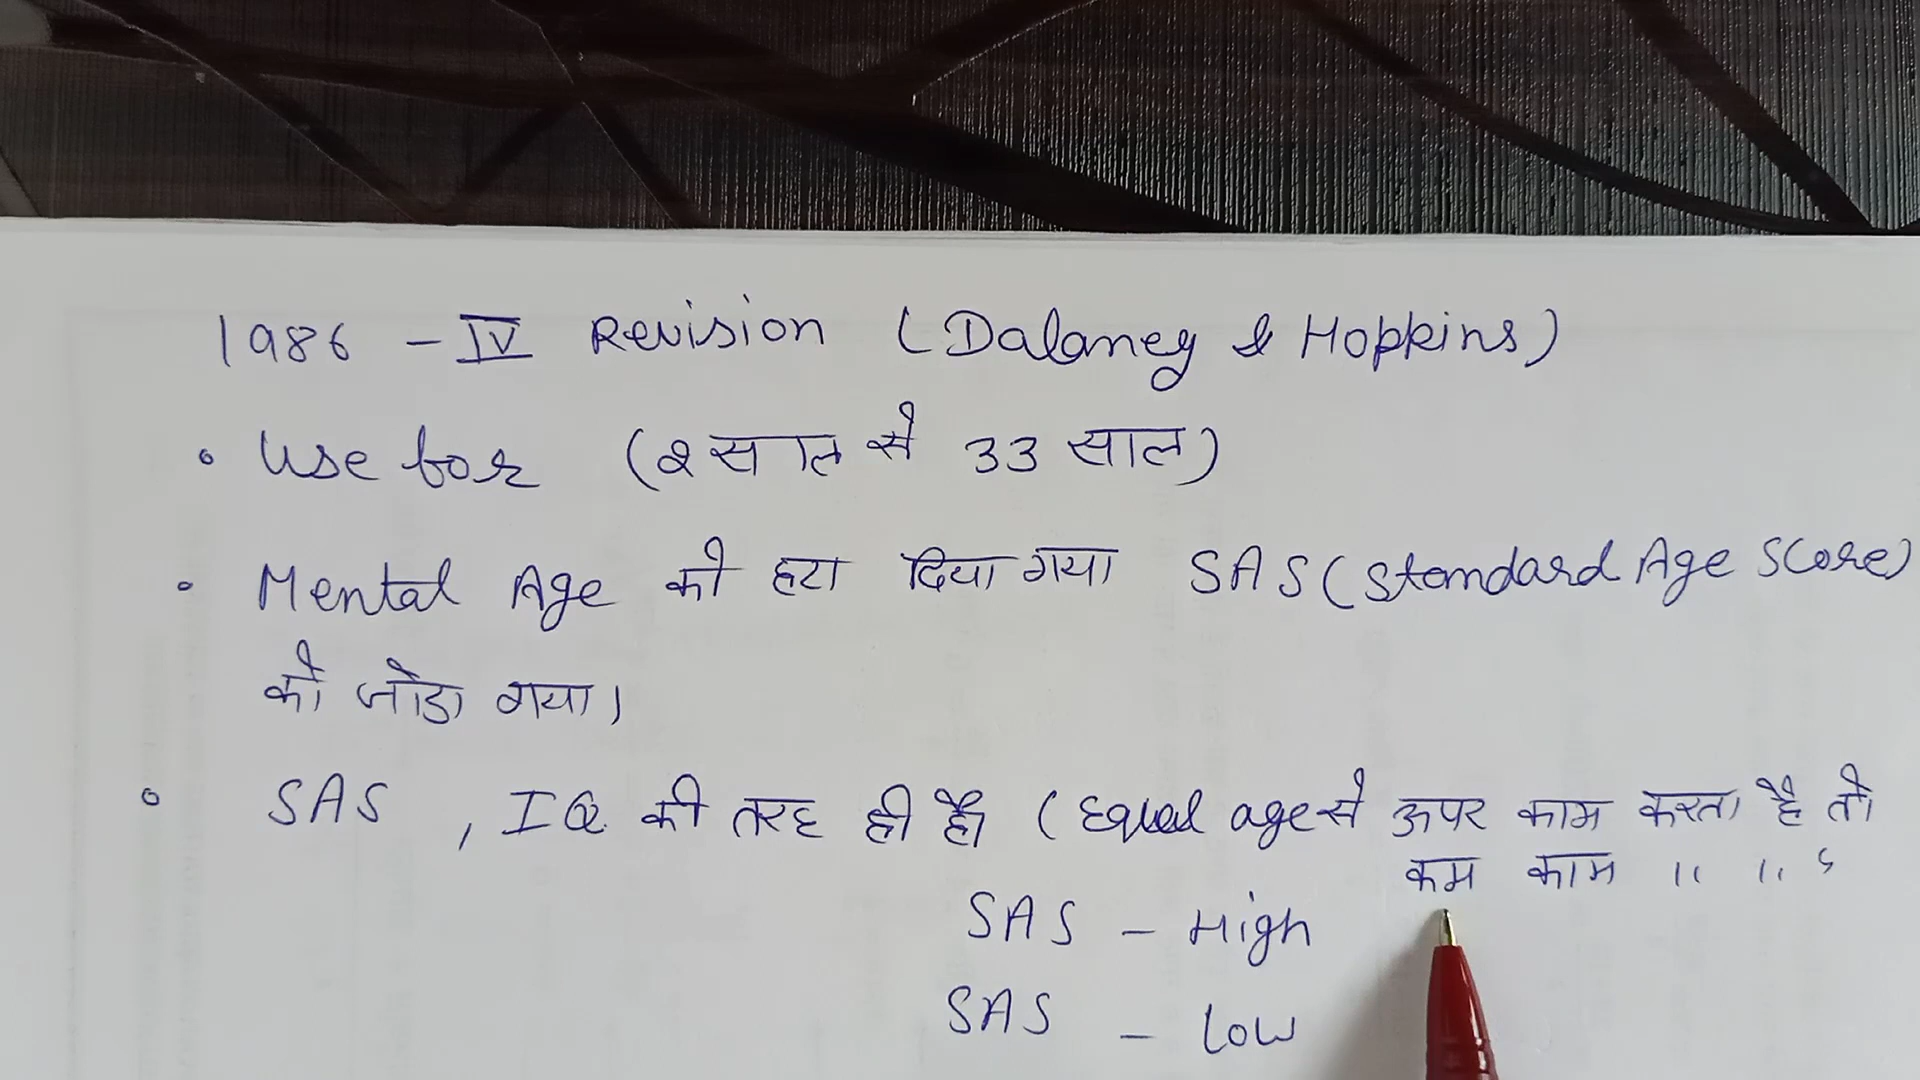 1986 - IV Revision (Dalaney & Hopkins)
• Use for (2 साल से 33 साल)
• Mental Age को हटा दिया गया SAS (Standard Age Score)
को जोडा गया।
• SAS, IQ की तरह ही है। (Equal age से ऊपर काम करता है तो
कम काम " "
SAS - High
SAS - Low